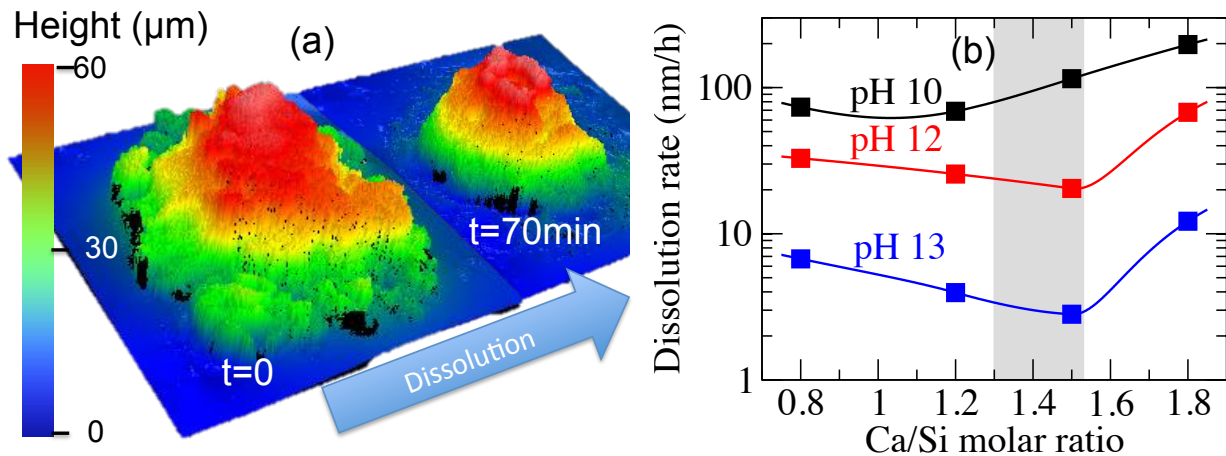 Height (μm)
60
30
0
(a)
t=0
t=70min
Dissolution
(b)
Dissolution rate (nm/h)
100
10
1
pH 10
pH 12
pH 13
0.8 1 1.2 1.4 1.6 1.8
Ca/Si molar ratio